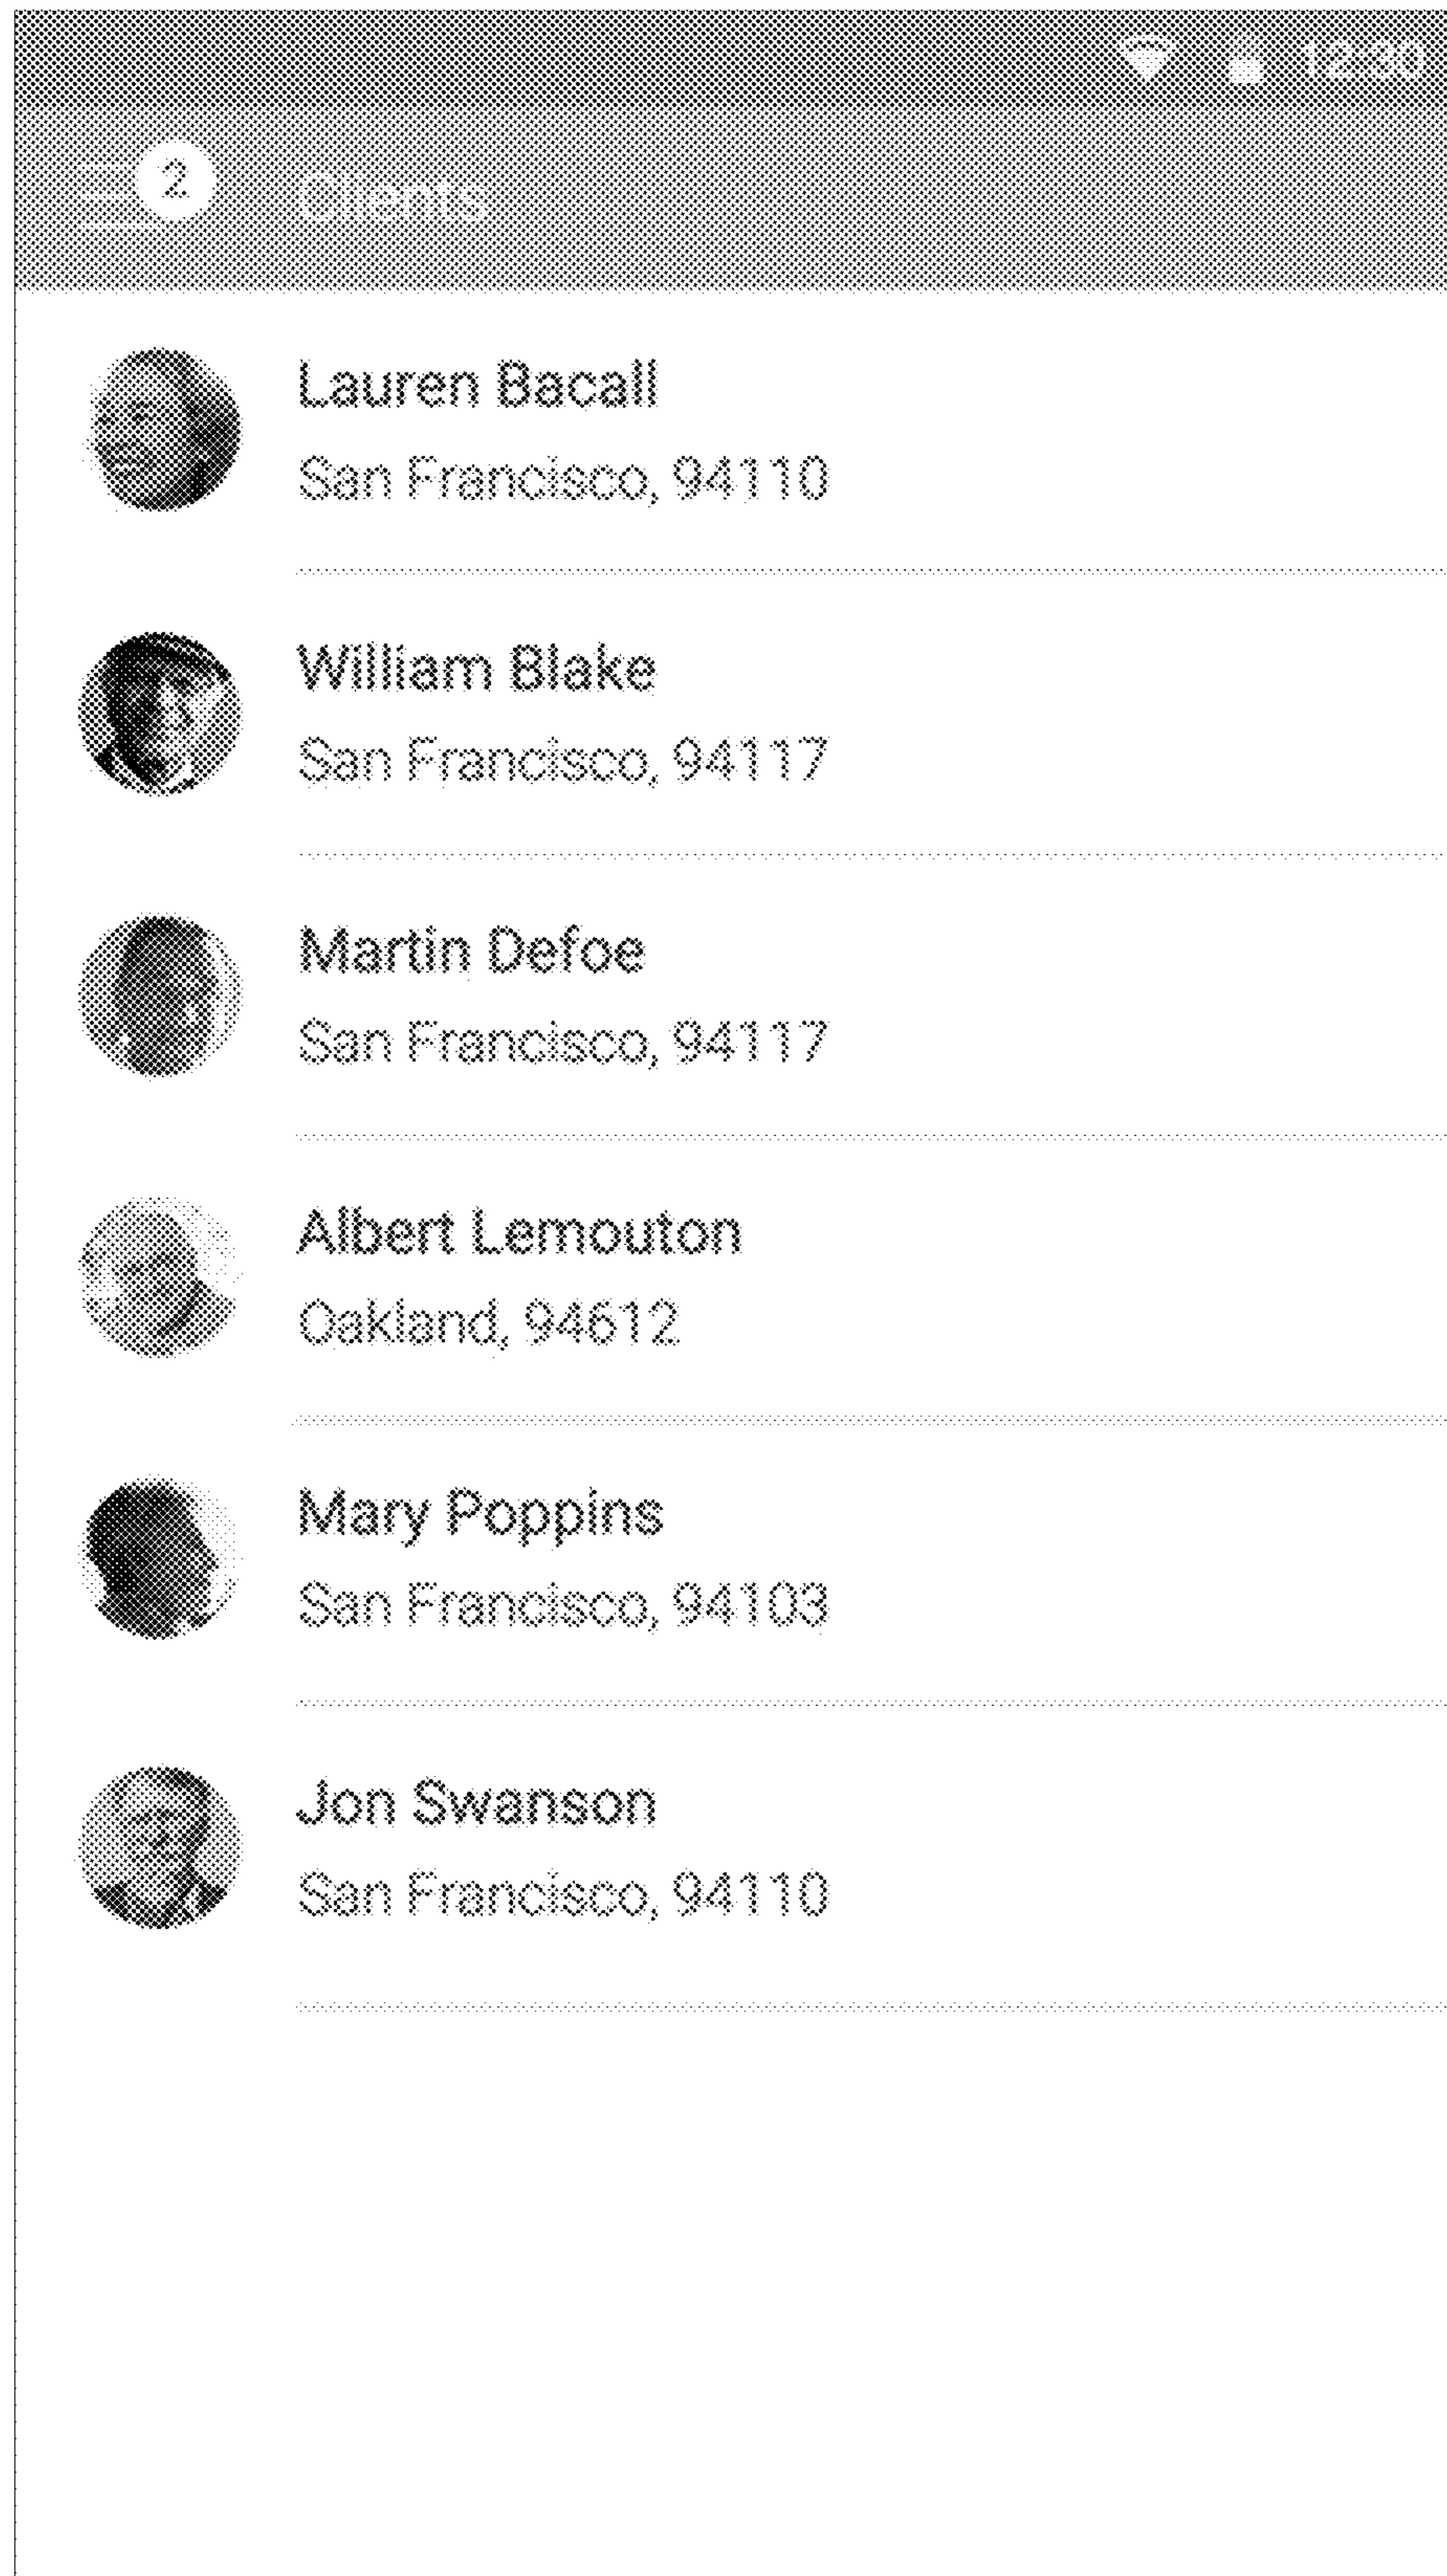 12:30
2 Clients
Lauren Bacall
San Francisco, 94110
William Blake
San Francisco, 94117
Martin Defoe
San Francisco, 94117
Albert Lemouton
Oakland, 94612
Mary Poppins
San Francisco, 94103
Jon Swanson
San Francisco, 94110